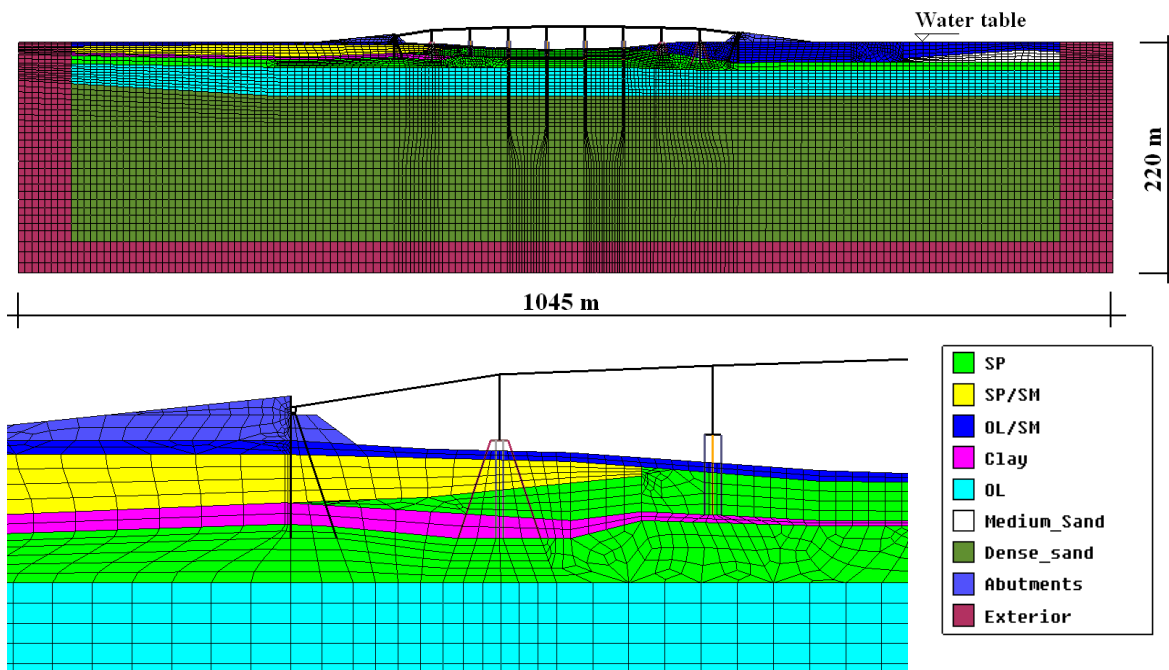 Water table
220 m
1045 m
SP
SP/SM
OL/SM
Clay
OL
Medium_Sand
Dense_sand
Abutments
Exterior